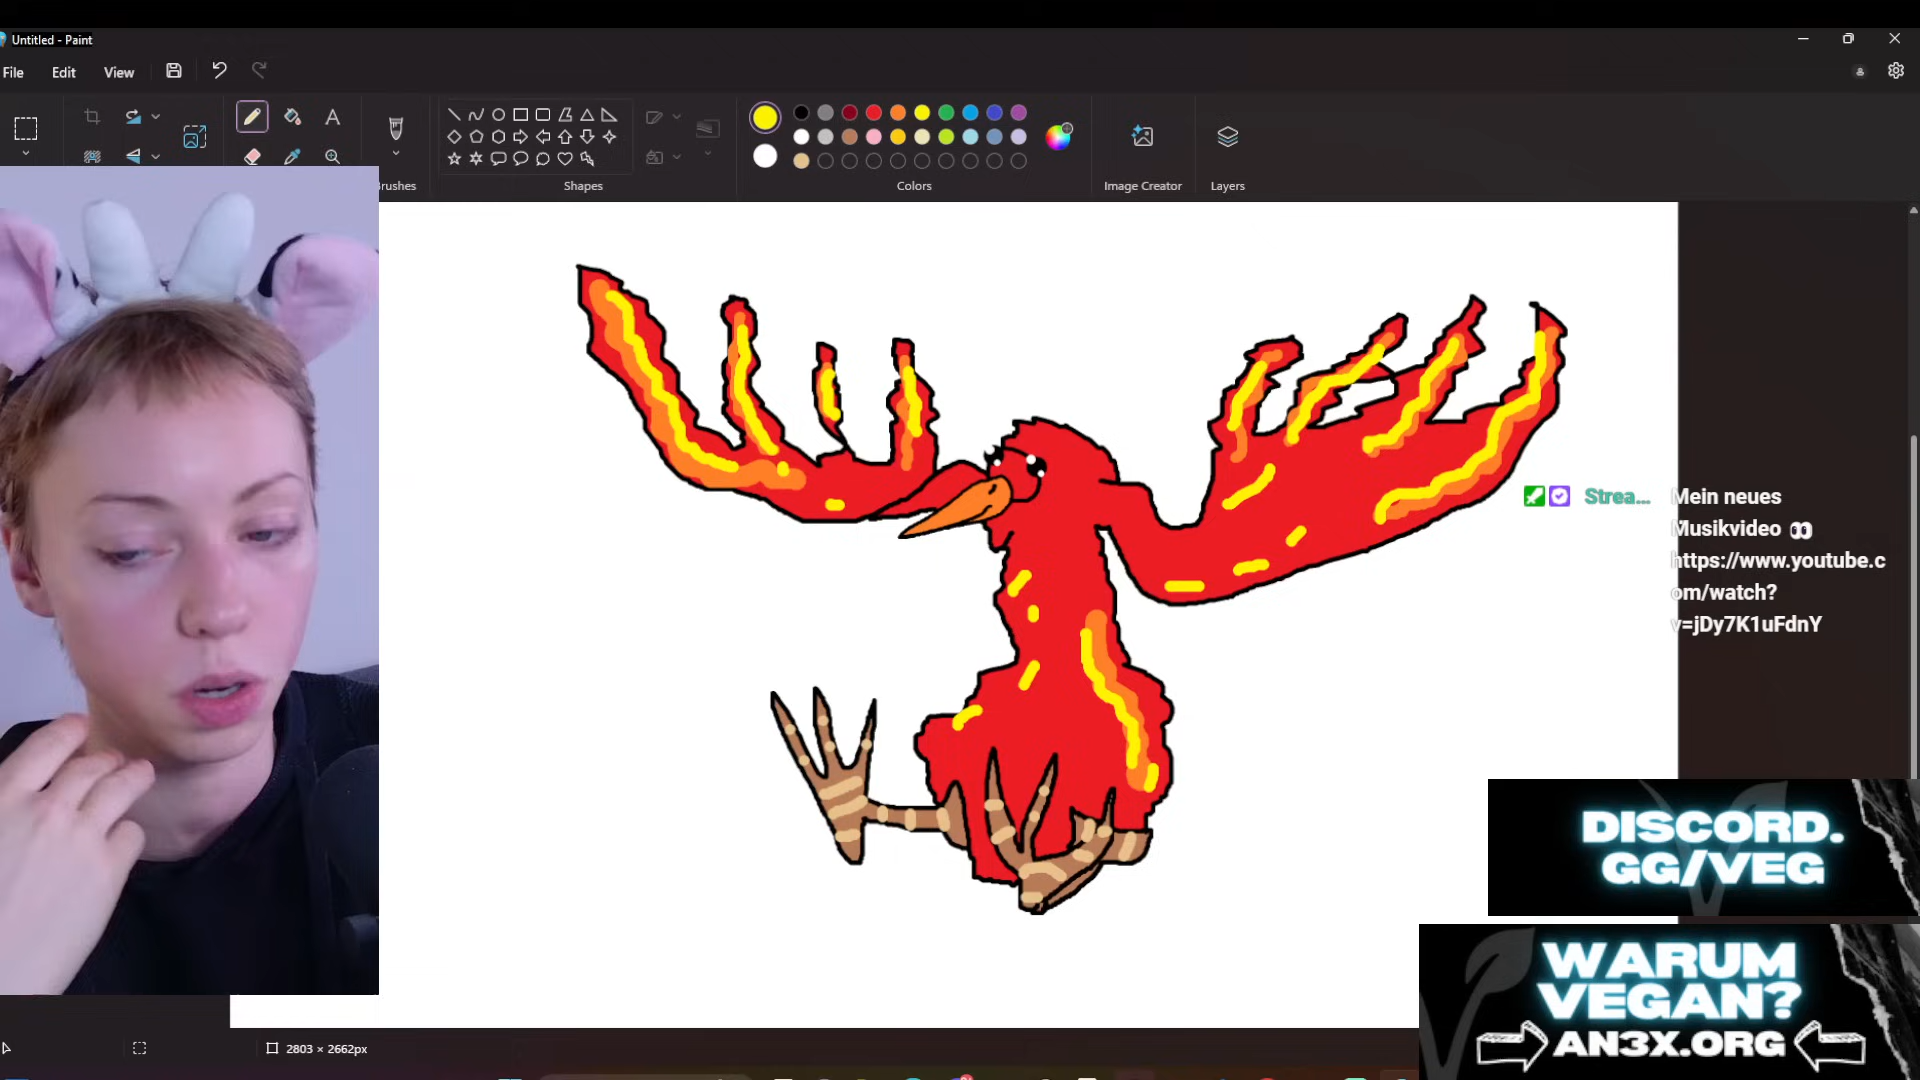 Untitled - Paint
File Edit View
Brushes
Shapes
Colors
Image Creator
Layers
Strea... Mein neues
Musikvideo 👀
https://www.youtube.c
om/watch?
v=jDy7K1uFdnY
DISCORD.
GG/VEG
WARUM
VEGAN?
AN3X.ORG
2803 × 2662px